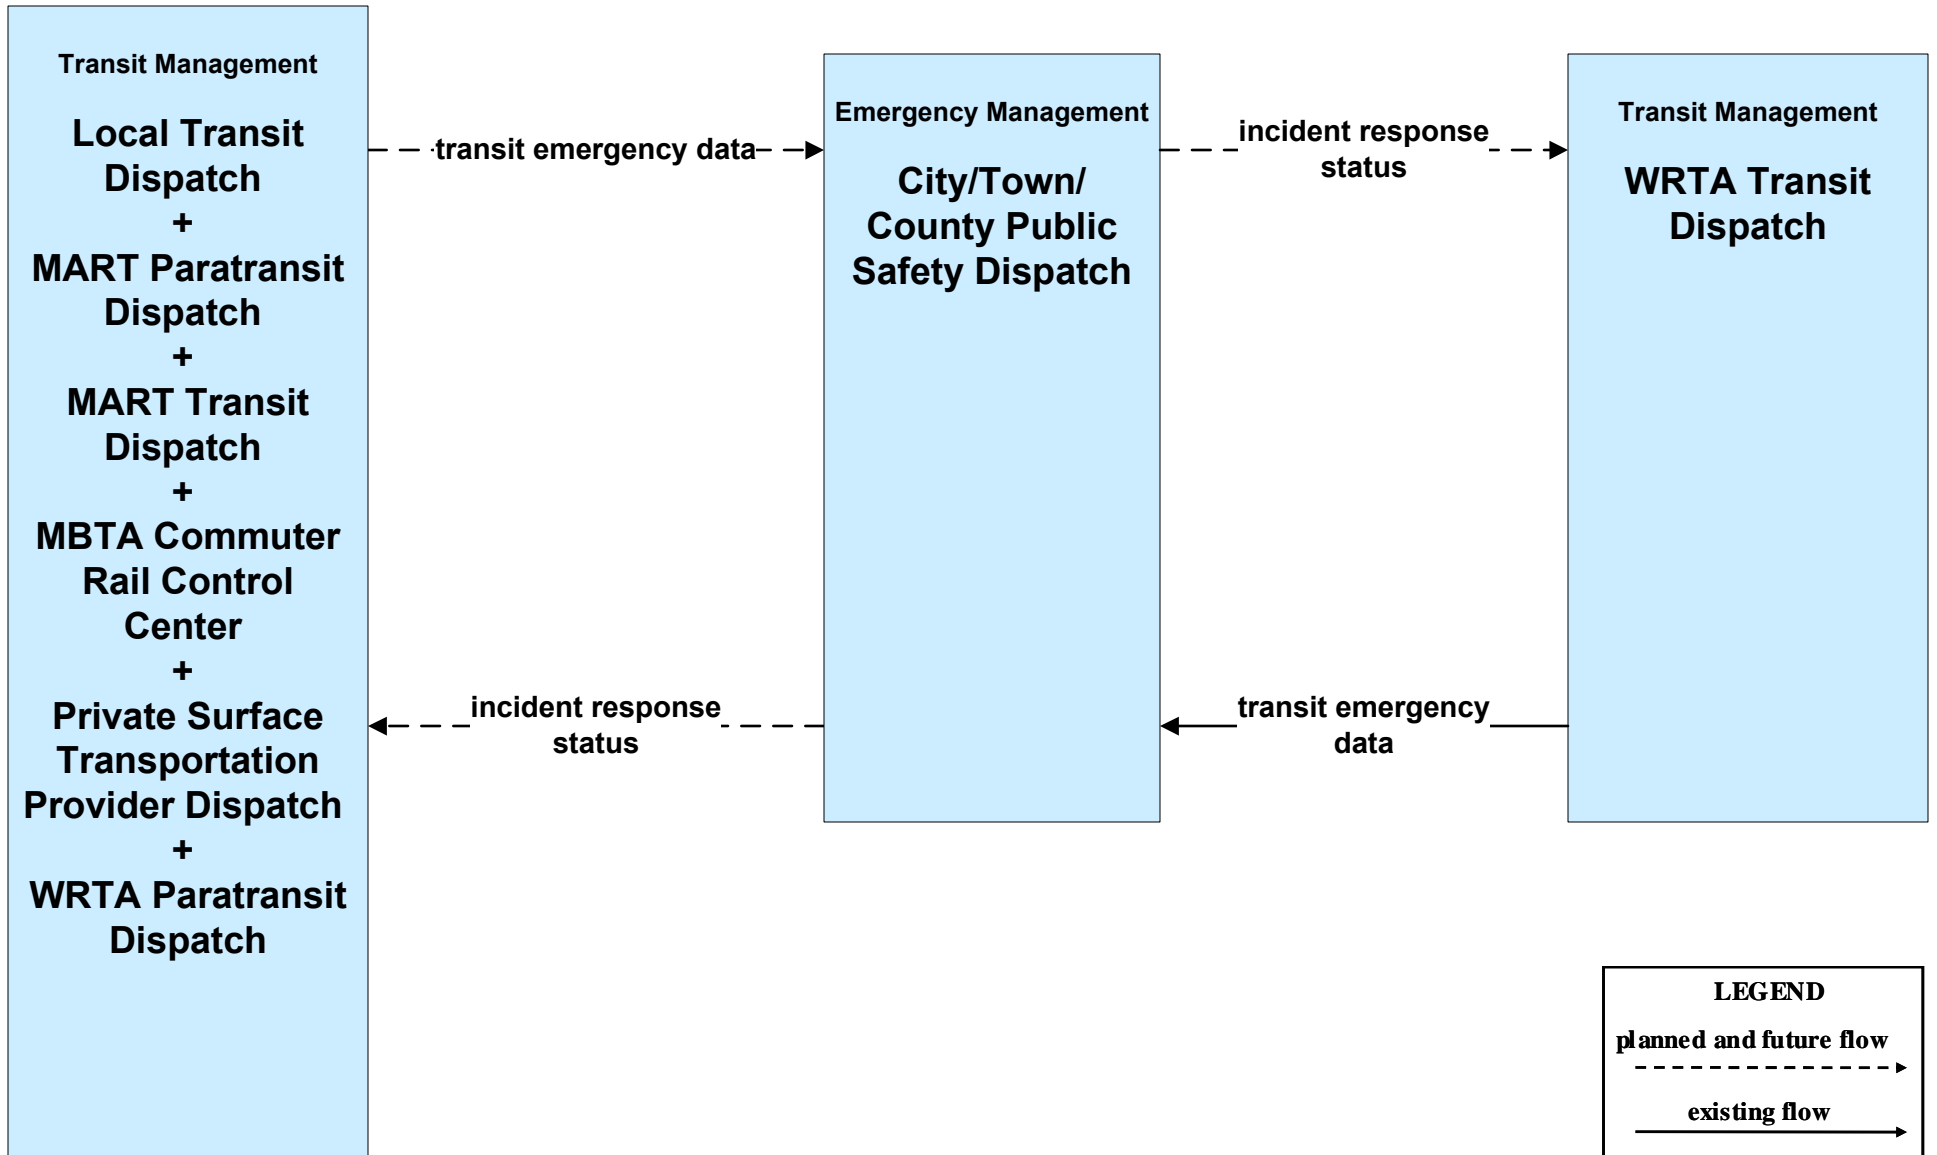 Transit Management
Local Transit
Dispatch
+
MART Paratransit
Dispatch
+
MART Transit
Dispatch
+
MBTA Commuter
Rail Control
Center
+
Private Surface
Transportation
Provider Dispatch
+
WRTA Paratransit
Dispatch
transit emergency data
incident response
status
Emergency Management
City/Town/
County Public
Safety Dispatch
incident response
status
transit emergency
data
Transit Management
WRTA Transit
Dispatch
LEGEND
planned and future flow
existing flow